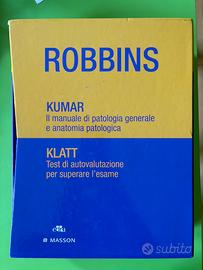 ROBBINS
KUMAR
Il manuale di patologia generale
e anatomia patologica
KLATT
Test di autovalutazione
per superare l'esame
MASSON
subito